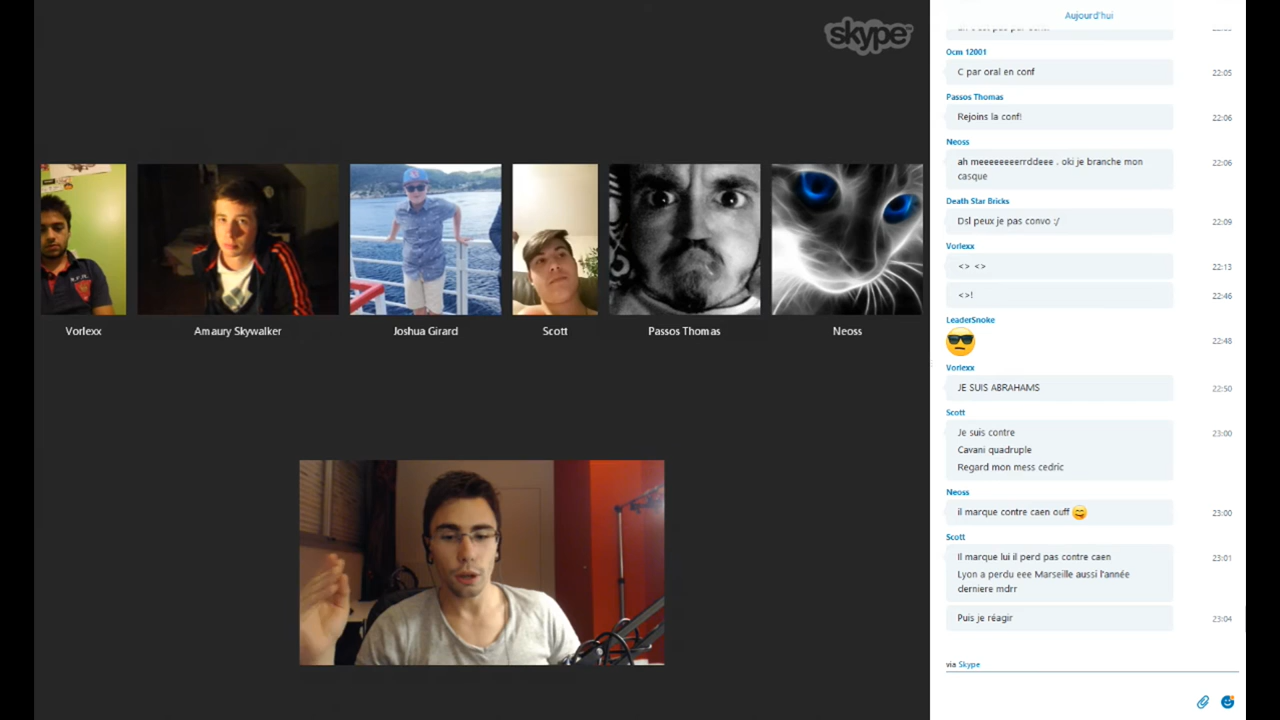 skype
Vorlexx
Amaury Skywalker
Joshua Girard
Scott
Passos Thomas
Neoss
Aujourd'hui
Ocm 12001
C par oral en conf
22:05
Passos Thomas
Rejoins la conf!
22:06
Neoss
ah meeeeeeeerrddeee . oki je branche mon
casque
22:06
Death Star Bricks
Dsl peux je pas convo :/
22:09
Vorlexx
<> <>
22:13
<>!
22:46
LeaderSnoke
22:48
Vorlexx
JE SUIS ABRAHAMS
22:50
Scott
Je suis contre
Cavani quadruple
Regard mon mess cedric
23:00
Neoss
il marque contre caen ouff
23:00
Scott
Il marque lui il perd pas contre caen
Lyon a perdu eee Marseille aussi l'année
derniere mdrr
23:01
Puis je réagir
23:04
via Skype